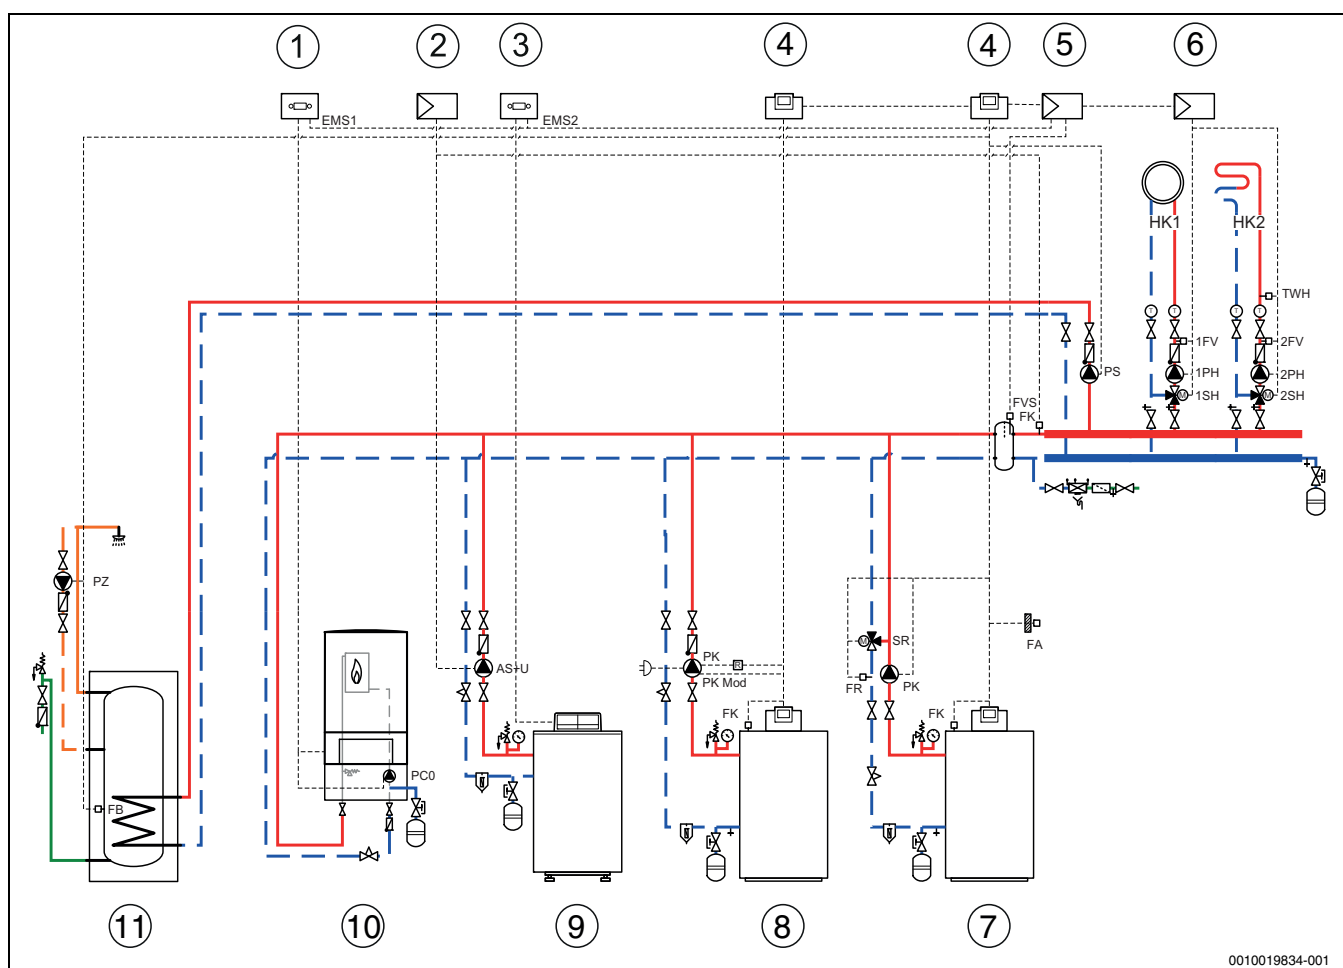 1 2 3 4 4 5 6
EMS1 EMS2
HK1 HK2
TWH
T T T T
1FV 2FV
PS 1PH 2PH
M 1SH M 2SH
FVS
FK
PZ
M SR
FA
AS+U PK R
PK Mod FR PK
FK FK
PC0
FB
11 10 9 8 7
0010019834-001